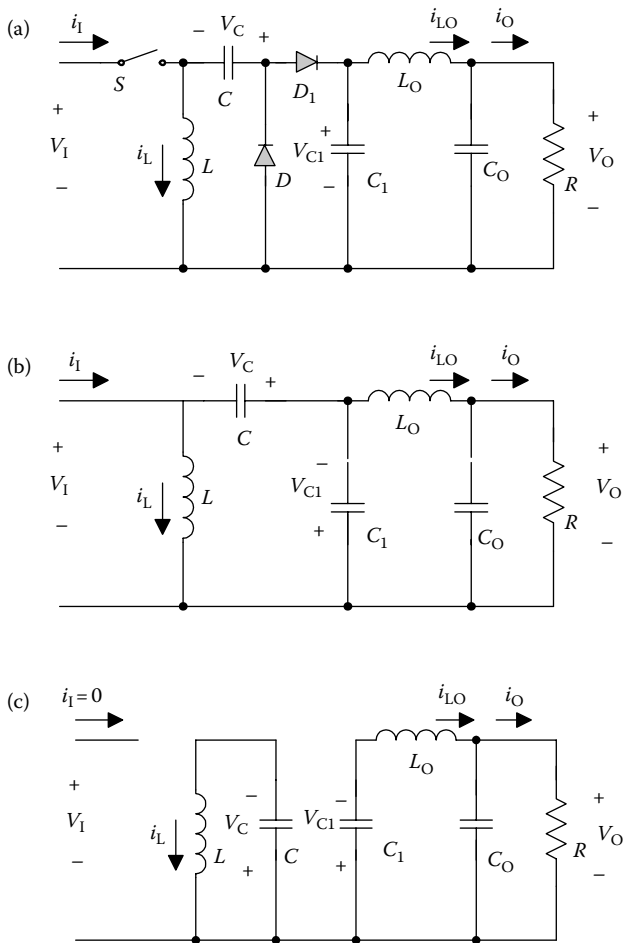 (a)
i_I
− V_C +
i_LO
i_O
S
C
D_1
L_O
+
V_I
−
i_L
L
D
+
V_C1
−
C_1
C_O
R
+
V_O
−
(b)
i_I
− V_C +
i_LO
i_O
C
L_O
+
V_I
−
i_L
L
−
V_C1
+
C_1
C_O
R
+
V_O
−
(c)
i_I = 0
i_LO
i_O
L_O
+
V_I
−
i_L
L
−
V_C
+
C
−
V_C1
+
C_1
C_O
R
+
V_O
−